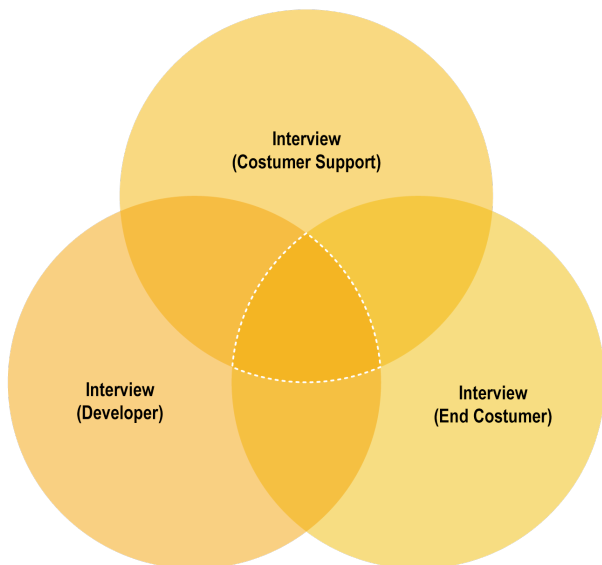 Interview
(Costumer Support)
Interview
(Developer)
Interview
(End Costumer)